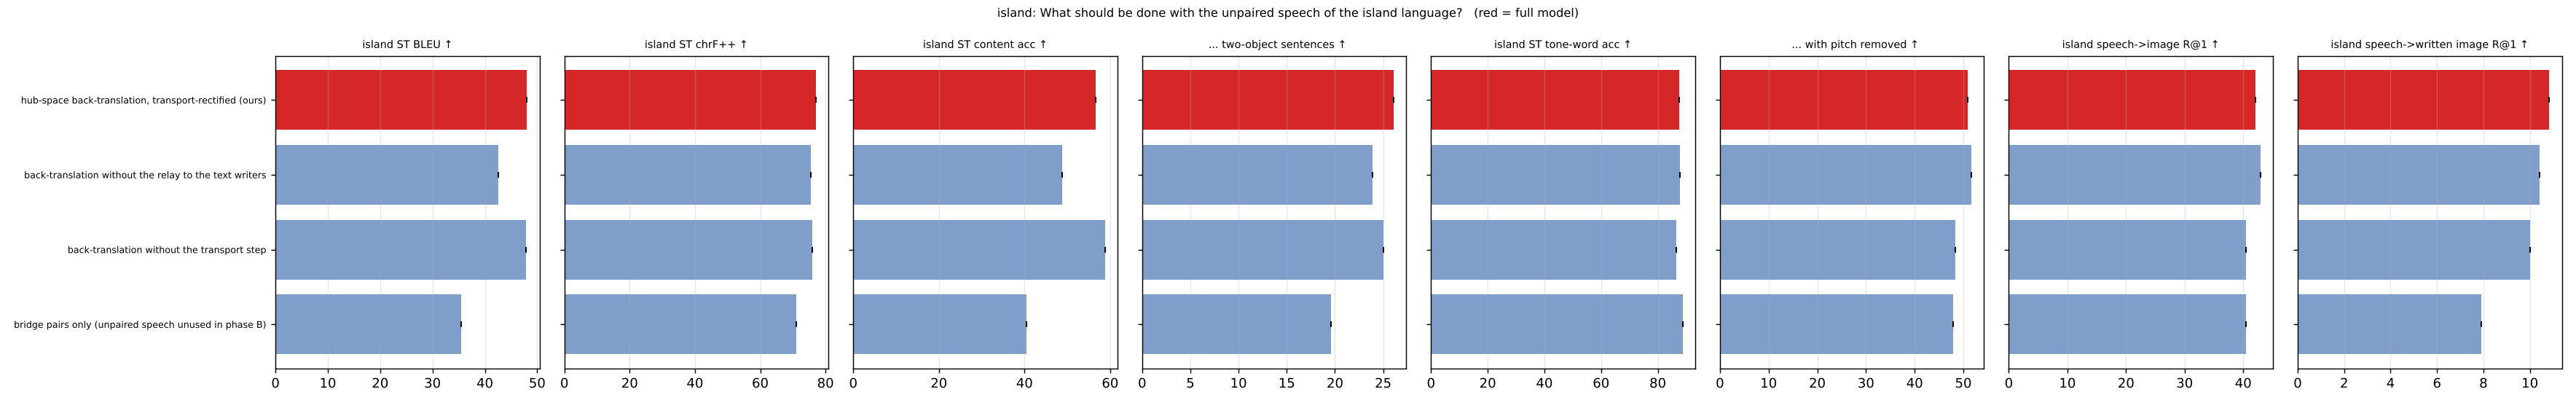 island: What should be done with the unpaired speech of the island language?   (red = full model)
island ST BLEU ↑
island ST chrF++ ↑
island ST content acc ↑
... two-object sentences ↑
island ST tone-word acc ↑
... with pitch removed ↑
island speech->image R@1 ↑
island speech->written image R@1 ↑
hub-space back-translation, transport-rectified (ours)
back-translation without the relay to the text writers
back-translation without the transport step
bridge pairs only (unpaired speech unused in phase B)
0 10 20 30 40 50
0 20 40 60 80
0 20 40 60
0 5 10 15 20 25
0 20 40 60 80
0 10 20 30 40 50
0 10 20 30 40
0 2 4 6 8 10